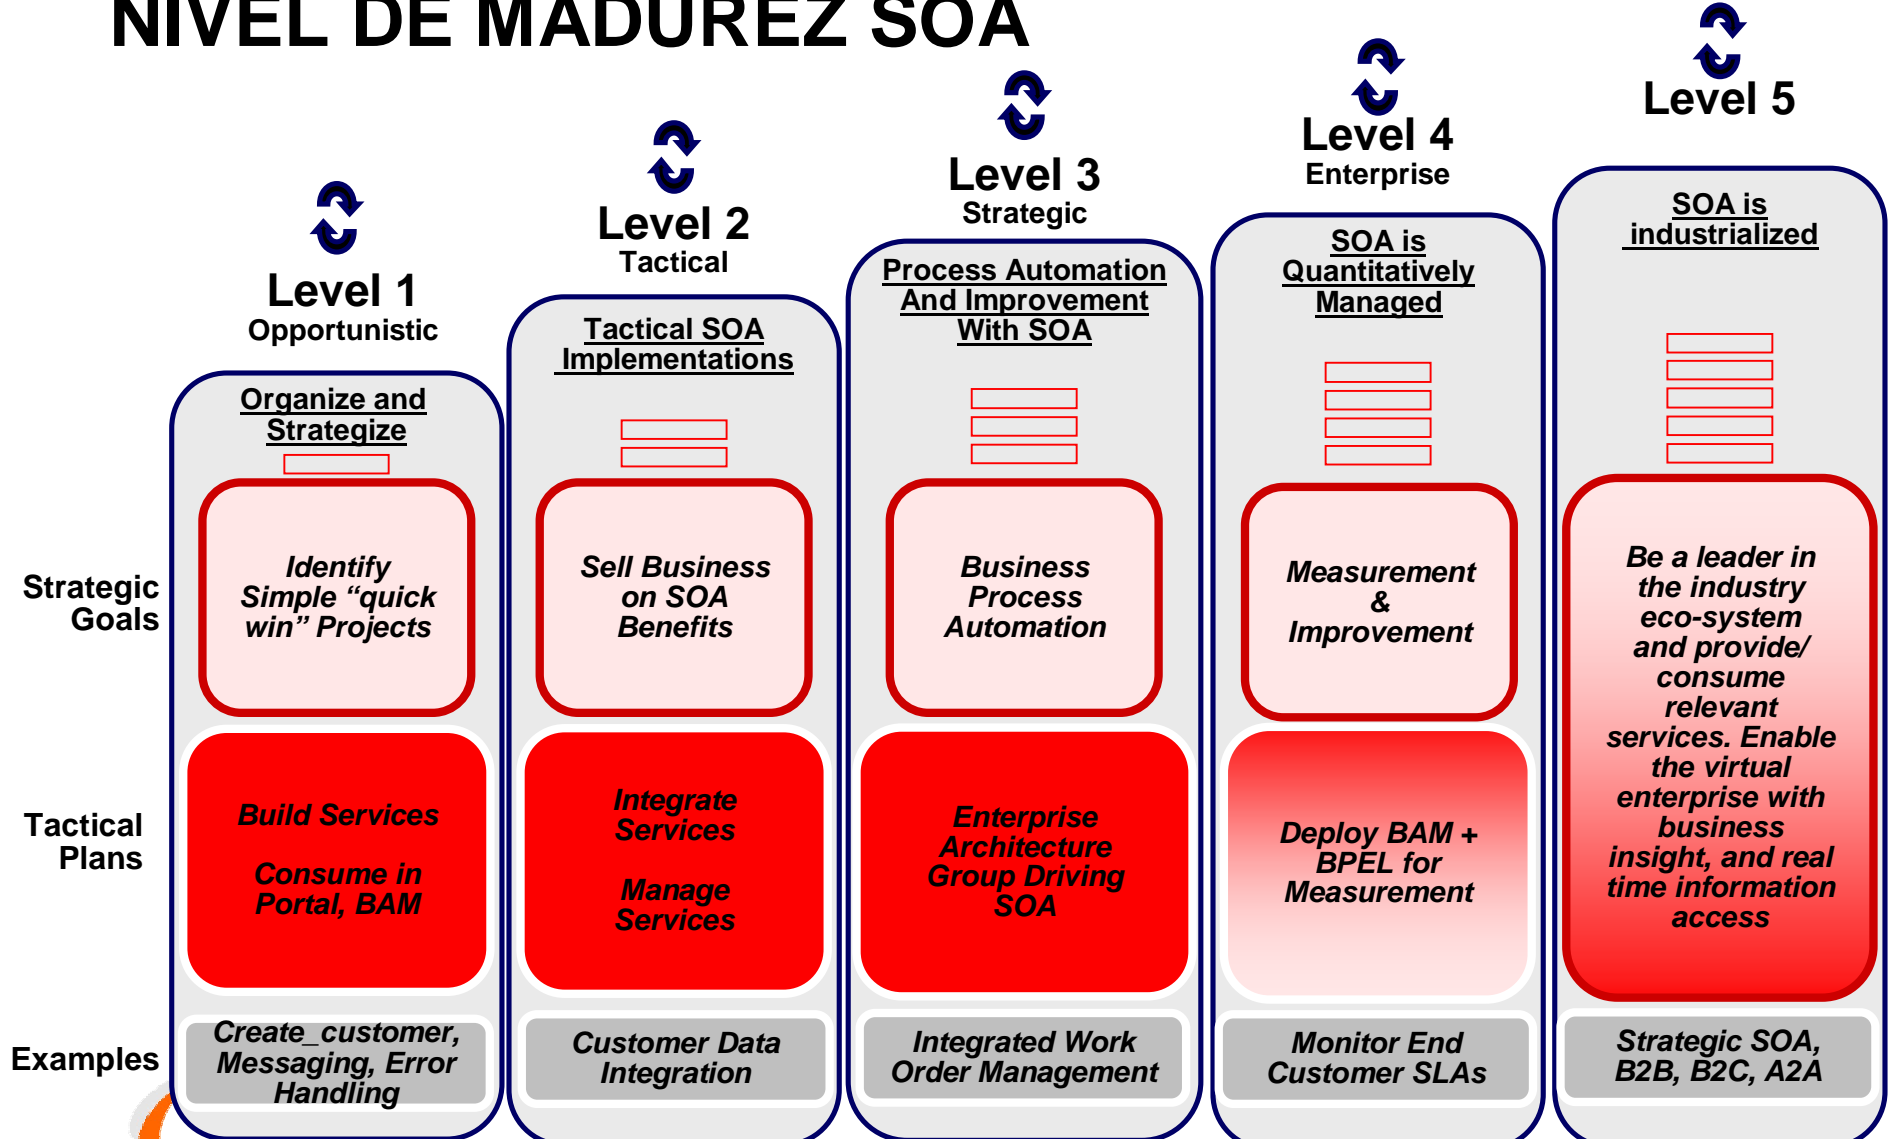 NIVEL DE MADUREZ SOA
Level 1
Opportunistic
Level 2
Tactical
Level 3
Strategic
Level 4
Enterprise
Level 5
Organize and
Strategize
Tactical SOA
Implementations
Process Automation
And Improvement
With SOA
SOA is
Quantitatively
Managed
SOA is
industrialized
Strategic
Goals
Identify
Simple “quick
win” Projects
Sell Business
on SOA
Benefits
Business
Process
Automation
Measurement
&
Improvement
Be a leader in
the industry
eco-system
and provide/
consume
relevant
services. Enable
the virtual
enterprise with
business
insight, and real
time information
access
Tactical
Plans
Build Services
Consume in
Portal, BAM
Integrate
Services
Manage
Services
Enterprise
Architecture
Group Driving
SOA
Deploy BAM +
BPEL for
Measurement
Examples
Create_customer,
Messaging, Error
Handling
Customer Data
Integration
Integrated Work
Order Management
Monitor End
Customer SLAs
Strategic SOA,
B2B, B2C, A2A